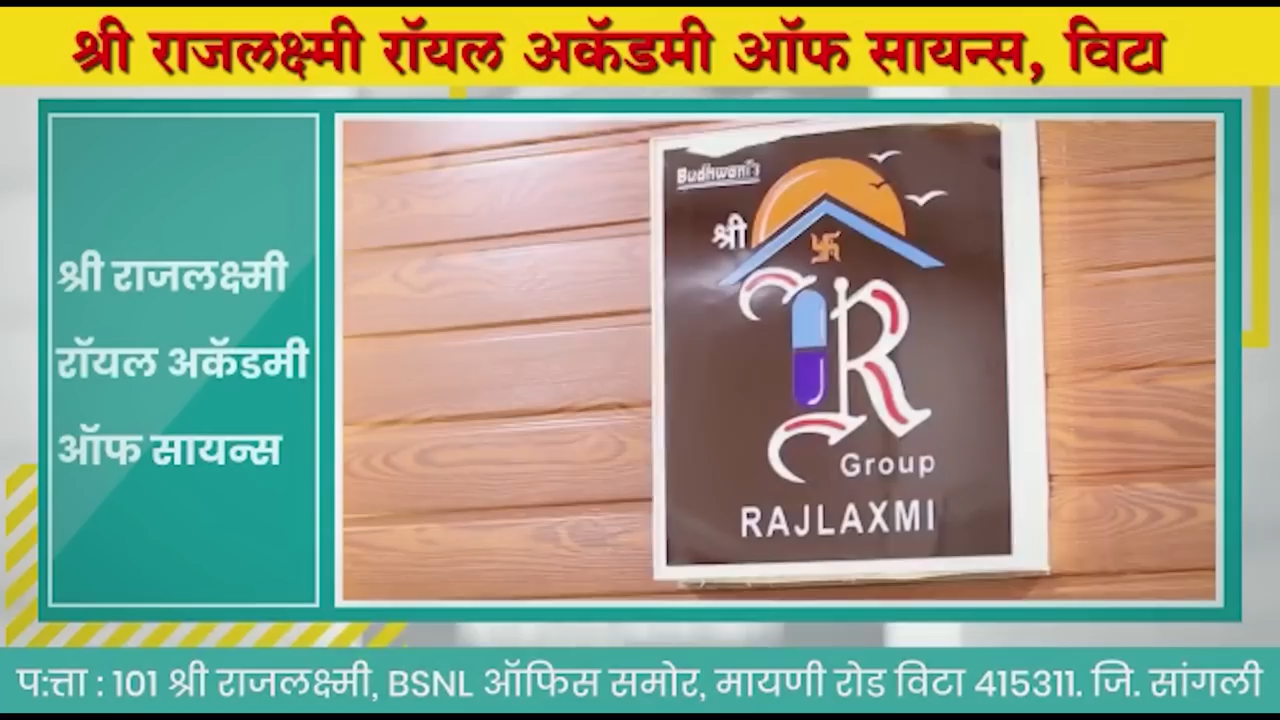 श्री राजलक्ष्मी रॉयल अकॅडमी ऑफ सायन्स, विटा
श्री राजलक्ष्मी
रॉयल अकॅडमी
ऑफ सायन्स
Budhwani's
श्री
R
Group
RAJLAXMI
प:त्ता : 101 श्री राजलक्ष्मी, BSNL ऑफिस समोर, मायणी रोड विटा 415311. जि. सांगली